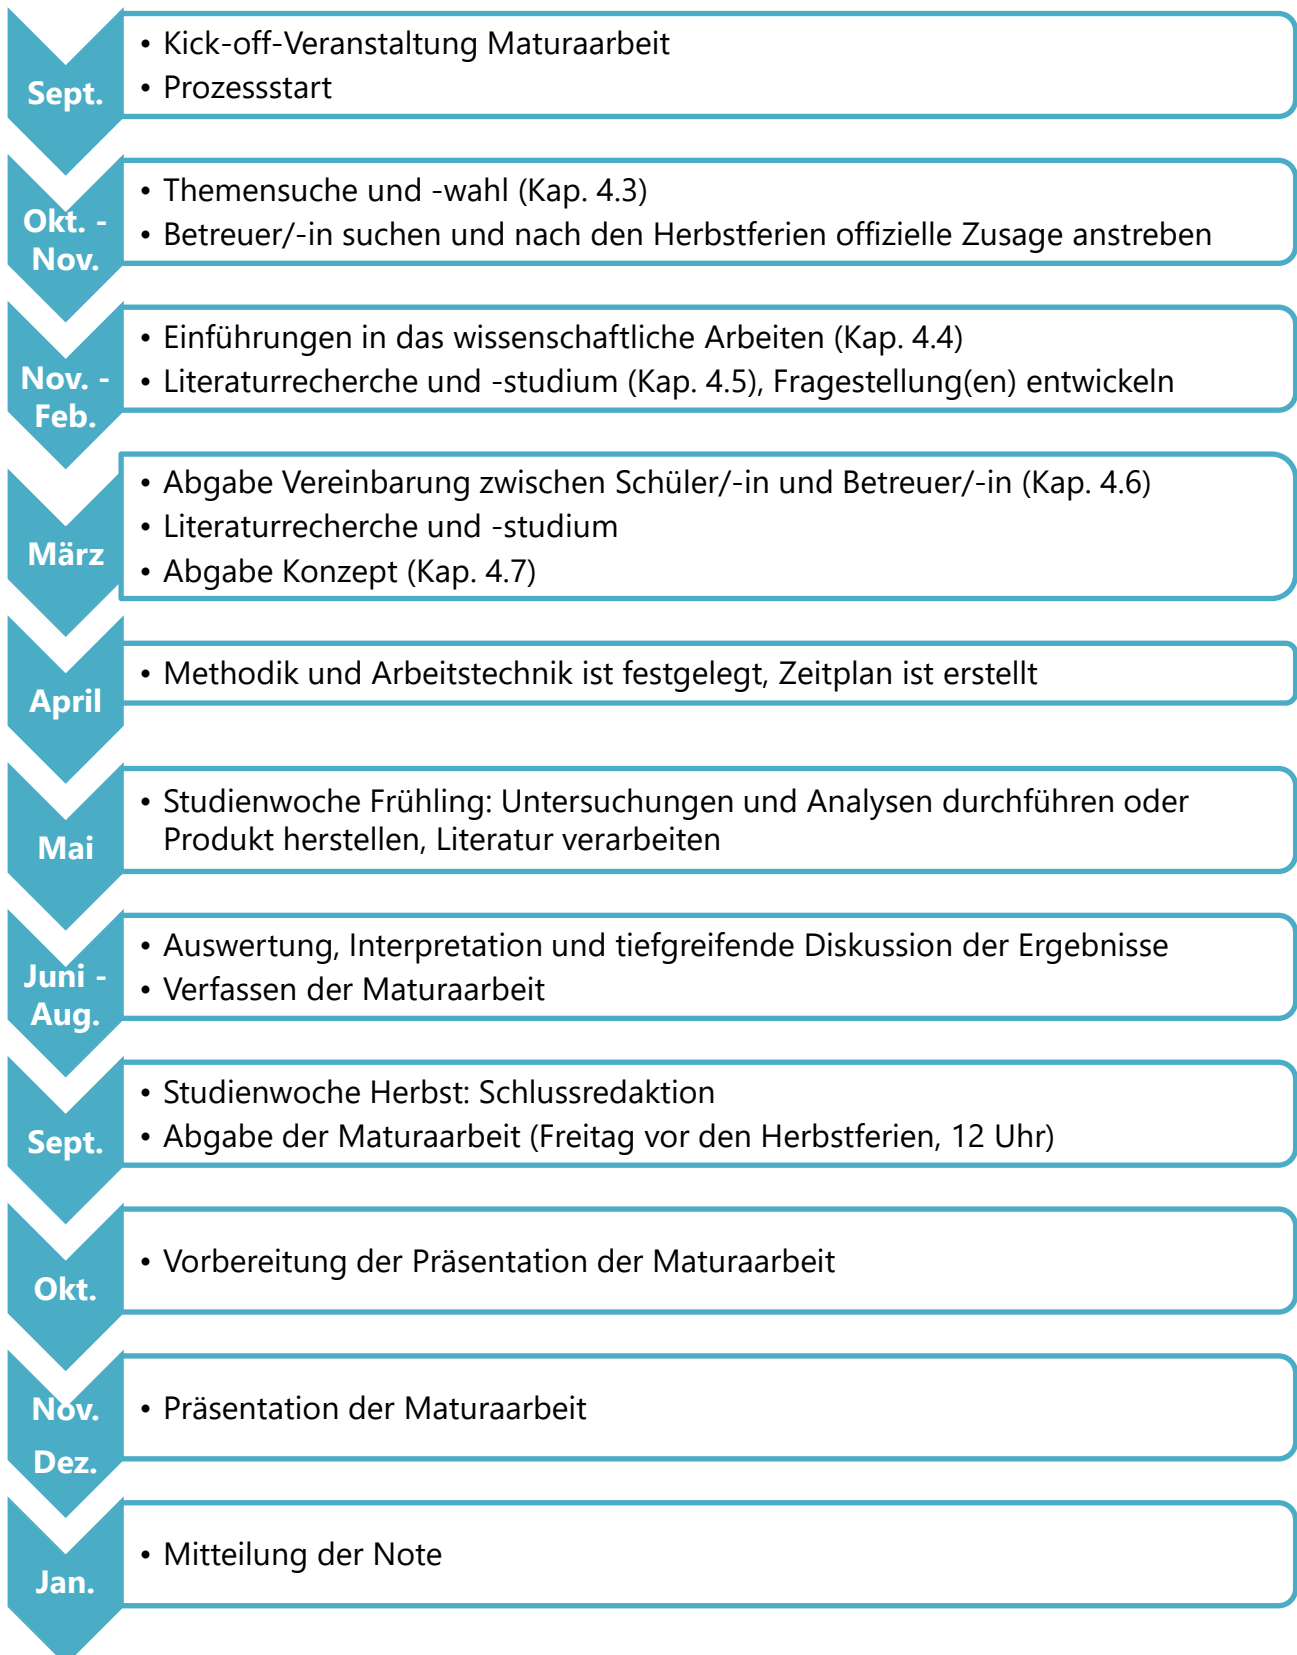 Sept.
• Kick-off-Veranstaltung Maturaarbeit
• Prozessstart
Okt. -
Nov.
• Themensuche und -wahl (Kap. 4.3)
• Betreuer/-in suchen und nach den Herbstferien offizielle Zusage anstreben
Nov. -
Feb.
• Einführungen in das wissenschaftliche Arbeiten (Kap. 4.4)
• Literaturrecherche und -studium (Kap. 4.5), Fragestellung(en) entwickeln
März
• Abgabe Vereinbarung zwischen Schüler/-in und Betreuer/-in (Kap. 4.6)
• Literaturrecherche und -studium
• Abgabe Konzept (Kap. 4.7)
April
• Methodik und Arbeitstechnik ist festgelegt, Zeitplan ist erstellt
Mai
• Studienwoche Frühling: Untersuchungen und Analysen durchführen oder
Produkt herstellen, Literatur verarbeiten
Juni -
Aug.
• Auswertung, Interpretation und tiefgreifende Diskussion der Ergebnisse
• Verfassen der Maturaarbeit
Sept.
• Studienwoche Herbst: Schlussredaktion
• Abgabe der Maturaarbeit (Freitag vor den Herbstferien, 12 Uhr)
Okt.
• Vorbereitung der Präsentation der Maturaarbeit
Nov.
Dez.
• Präsentation der Maturaarbeit
Jan.
• Mitteilung der Note